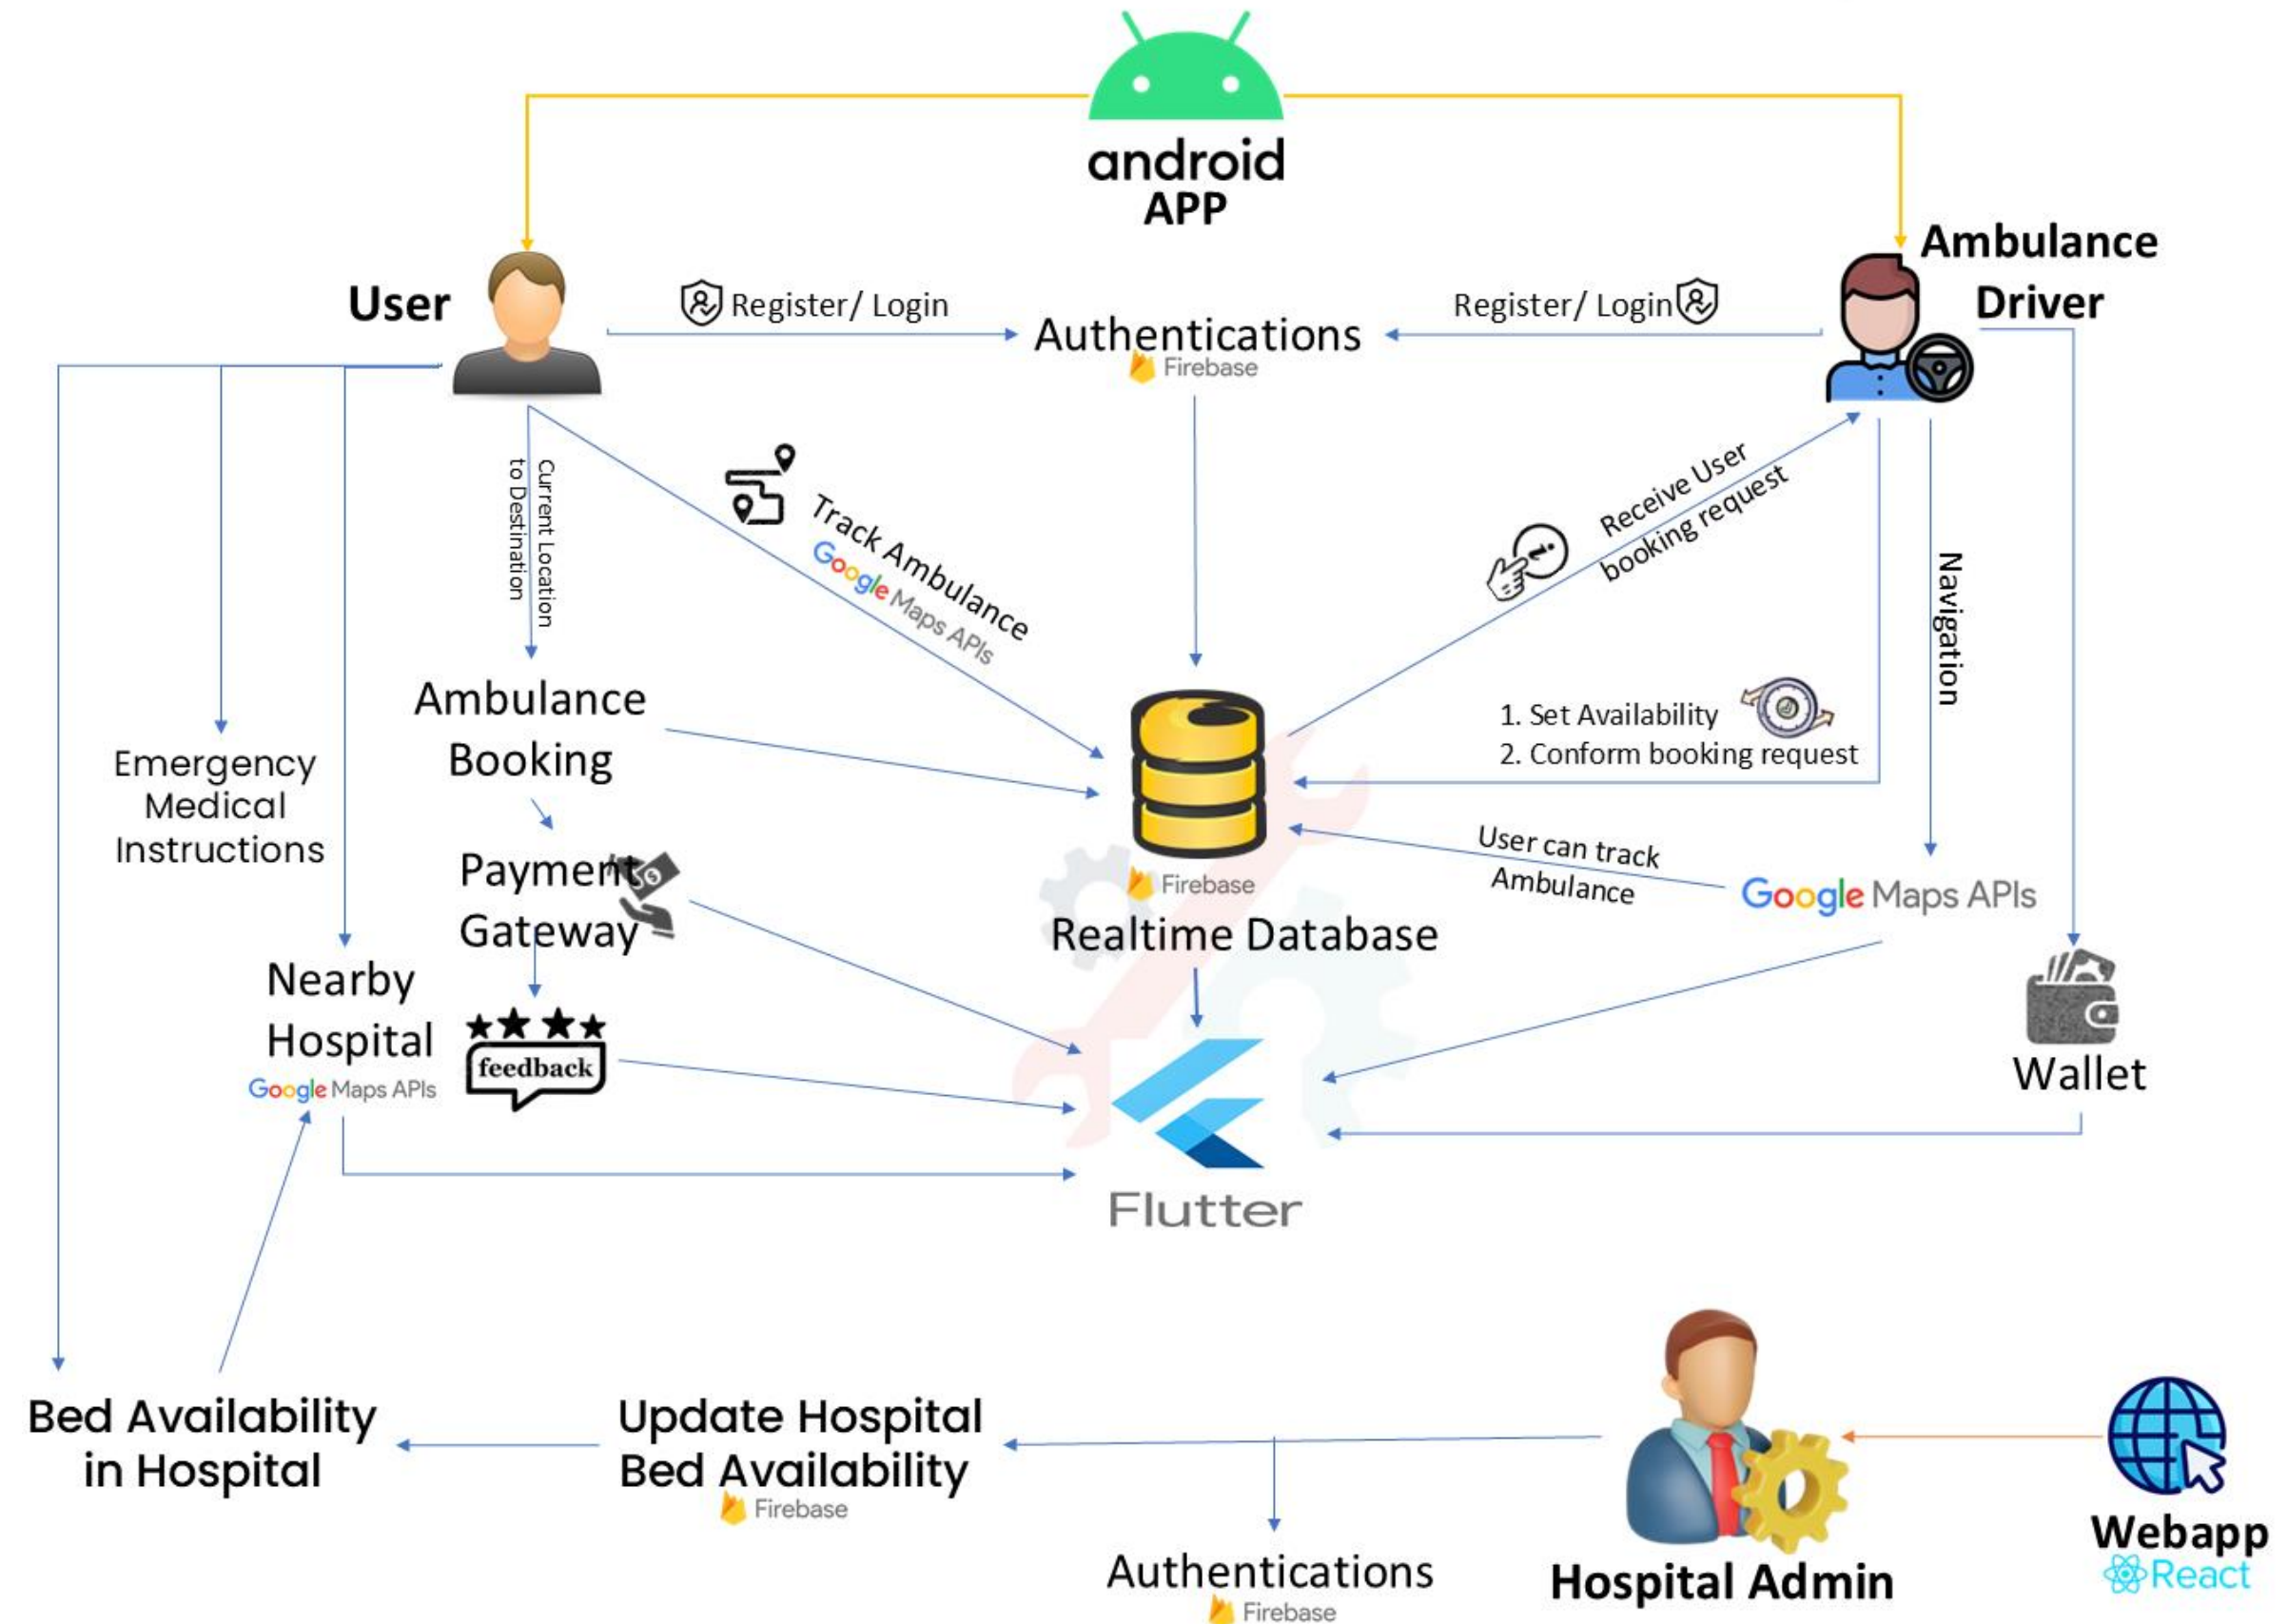 android
APP
User
Register/ Login
Authentications
Firebase
Register/ Login
Ambulance
Driver
Current Location
to Destination
Track Ambulance
Google Maps APIs
Receive User
booking request
Navigation
Ambulance
Booking
1. Set Availability
2. Conform booking request
Emergency
Medical
Instructions
Payment
Gateway
User can track
Ambulance
Google Maps APIs
Firebase
Realtime Database
Nearby
Hospital
Google Maps APIs
feedback
Wallet
Flutter
Bed Availability
in Hospital
Update Hospital
Bed Availability
Firebase
Authentications
Firebase
Hospital Admin
Webapp
React